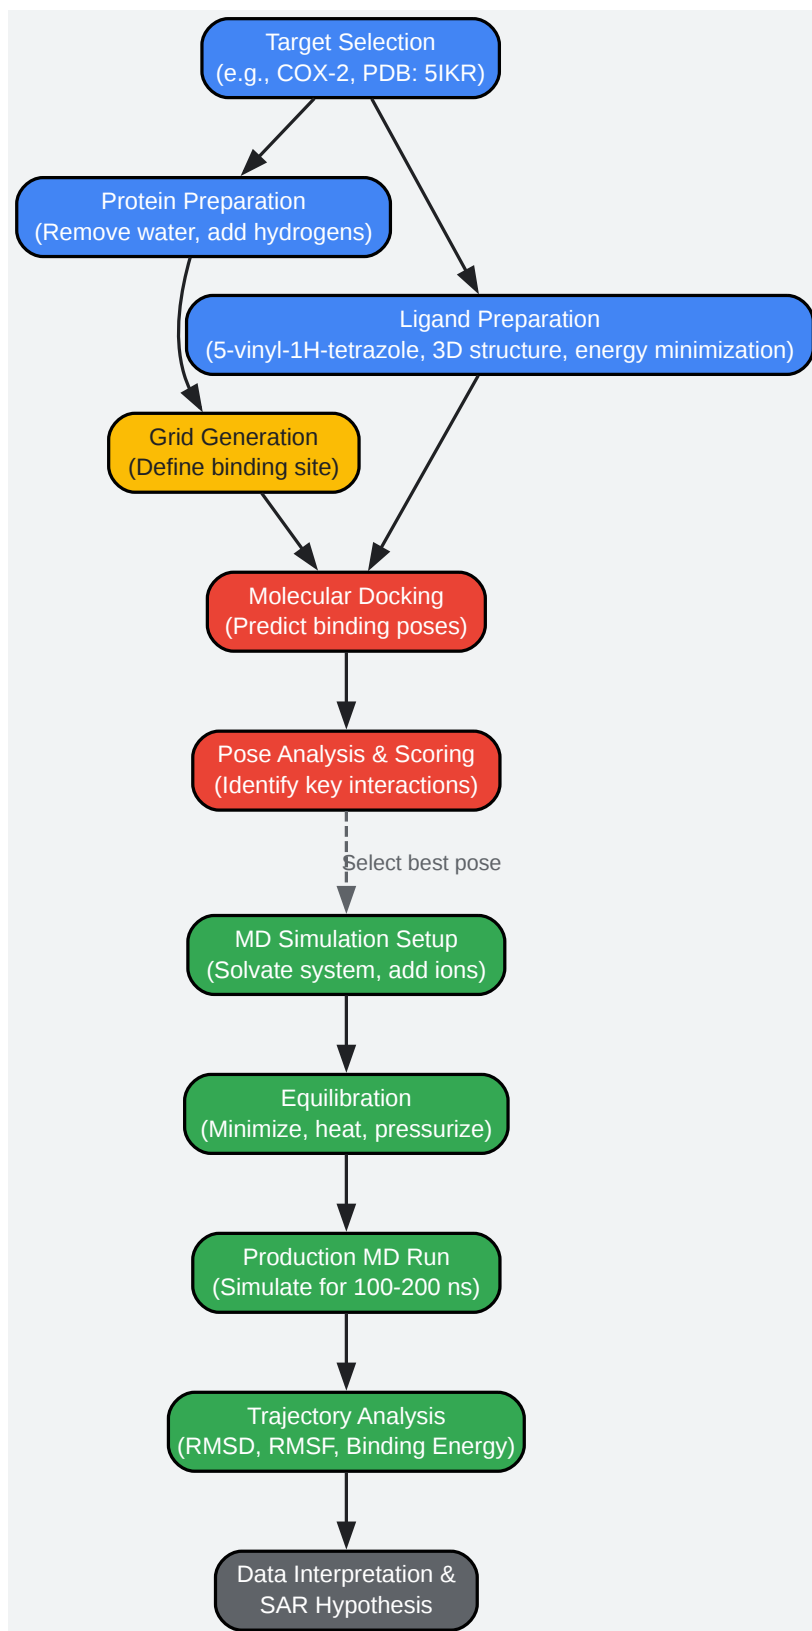 Target Selection
(e.g., COX-2, PDB: 5IKR)
Protein Preparation
(Remove water, add hydrogens)
Ligand Preparation
(5-vinyl-1H-tetrazole, 3D structure, energy minimization)
Grid Generation
(Define binding site)
Molecular Docking
(Predict binding poses)
Pose Analysis & Scoring
(Identify key interactions)
Select best pose
MD Simulation Setup
(Solvate system, add ions)
Equilibration
(Minimize, heat, pressurize)
Production MD Run
(Simulate for 100-200 ns)
Trajectory Analysis
(RMSD, RMSF, Binding Energy)
Data Interpretation &
SAR Hypothesis